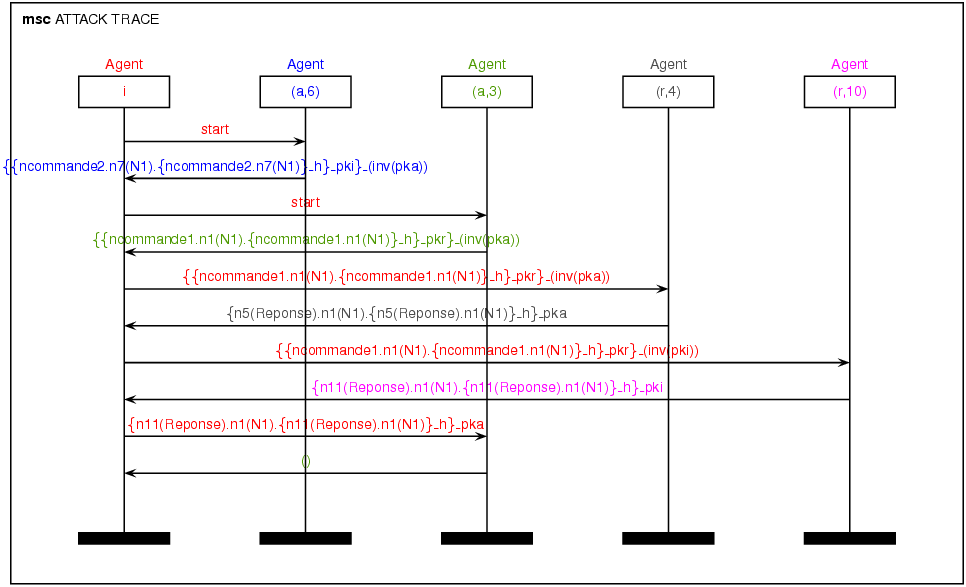 msc ATTACK TRACE
Agent Agent Agent Agent Agent
i (a,6) (a,3) (r,4) (r,10)
start
{{ncommande2.n7(N1).{ncommande2.n7(N1)}_h}_pki}_(inv(pka))
start
{{ncommande1.n1(N1).{ncommande1.n1(N1)}_h}_pkr}_(inv(pka))
{{ncommande1.n1(N1).{ncommande1.n1(N1)}_h}_pkr}_(inv(pka))
{n5(Reponse).n1(N1).{n5(Reponse).n1(N1)}_h}_pka
{{ncommande1.n1(N1).{ncommande1.n1(N1)}_h}_pkr}_(inv(pki))
{n11(Reponse).n1(N1).{n11(Reponse).n1(N1)}_h}_pki
{n11(Reponse).n1(N1).{n11(Reponse).n1(N1)}_h}_pka
()